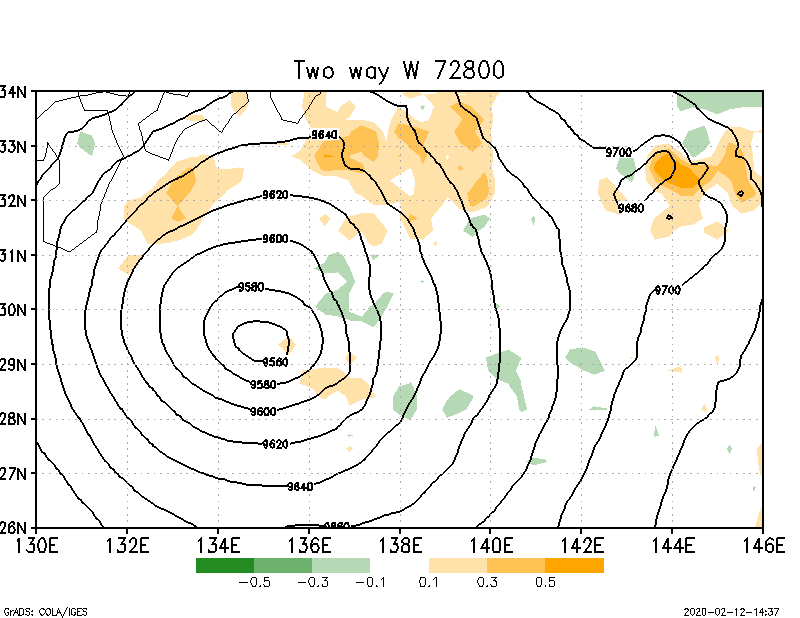 Two way W 72800
34N
33N
32N
31N
30N
29N
28N
27N
26N
9640
9700
9620
9680
9600
9580
9700
9560
9580
9600
9620
9640
130E 132E 134E 136E 138E 140E 142E 144E 146E
−0.5 −0.3 −0.1 0.1 0.3 0.5
GrADS: COLA/IGES 2020−02−12−14:37